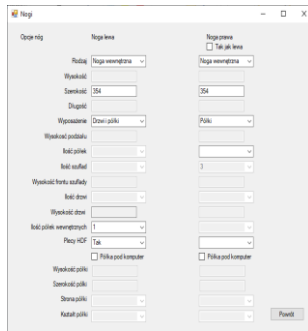 Nogi
Opcje nóg Noga lewa Noga prawa
Tak jak lewa
Rodzaj Noga wewnętrzna Noga wewnętrzna
Wysokość
Szerokość 354 354
Długość
Wyposażenie Drzwi i półki Półki
Wysokość podziału
Ilość półek
Ilość szuflad 3
Wysokość frontu szuflady
Ilość drzwi
Wysokość drzwi
Ilość półek wewnętrznych 1
Plecy HDF Tak
Półka pod komputer Półka pod komputer
Wysokość półki
Szerokość półki
Strona półki
Kształt półki
Powrót